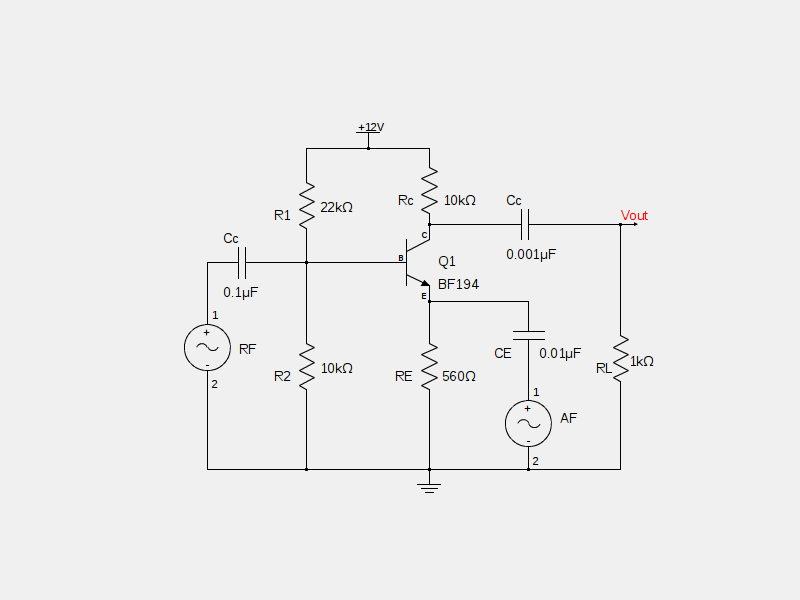 +12V
Rc
10kΩ
Cc
Vout
R1
22kΩ
C
0.001µF
Cc
B
Q1
BF194
0.1µF
E
1
+
RF
-
2
R2
10kΩ
RE
560Ω
CE
0.01µF
RL
1kΩ
1
+
AF
-
2